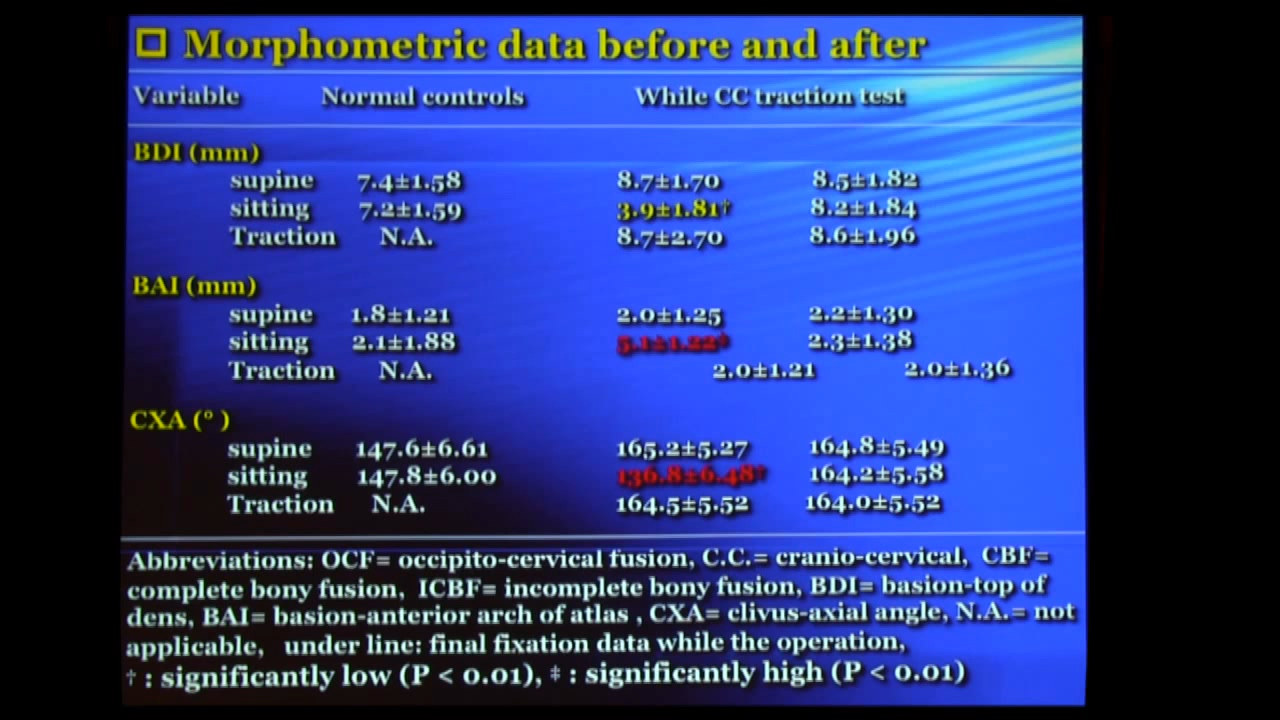 Morphometric data before and after
Variable Normal controls While CC traction test
BDI (mm)
supine 7.4±1.58 8.7±1.70 8.5±1.82
sitting 7.2±1.59 3.9±1.81† 8.2±1.84
Traction N.A. 8.7±2.70 8.6±1.96
BAI (mm)
supine 1.8±1.21 2.0±1.25 2.2±1.30
sitting 2.1±1.88 5.1±1.22‡ 2.3±1.38
Traction N.A. 2.0±1.21 2.0±1.36
CXA (° )
supine 147.6±6.61 165.2±5.27 164.8±5.49
sitting 147.8±6.00 136.8±6.48† 164.2±5.58
Traction N.A. 164.5±5.52 164.0±5.52
Abbreviations: OCF= occipito-cervical fusion, C.C.= cranio-cervical, CBF=
complete bony fusion, ICBF= incomplete bony fusion, BDI= basion-top of
dens, BAI= basion-anterior arch of atlas , CXA= clivus-axial angle, N.A.= not
applicable, under line: final fixation data while the operation,
† : significantly low (P < 0.01), ‡ : significantly high (P < 0.01)